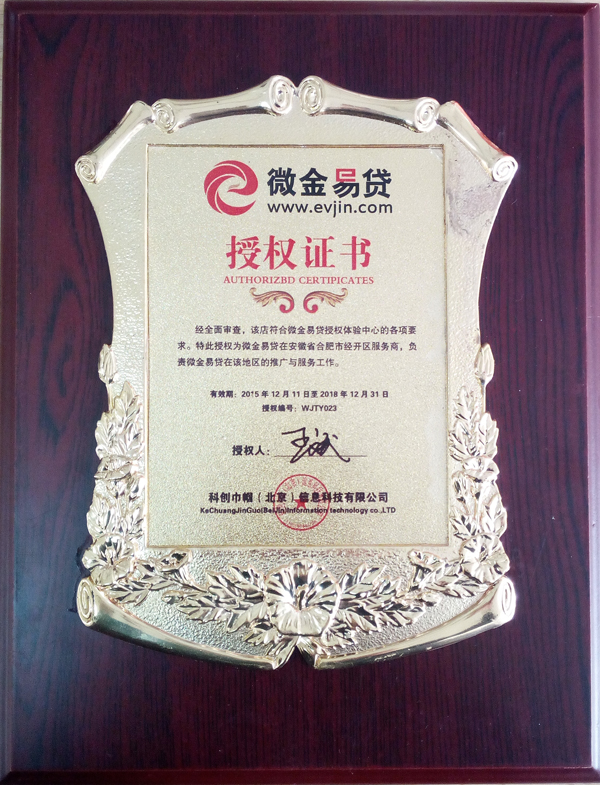 微金易贷
www.evjin.com
授权证书
AUTHORIZBD CERTIPICATES
经全面审查，该店符合微金易贷授权体验中心的各项要
求。特此授权为微金易贷在安徽省合肥市经开区服务商，负
责微金易贷在该地区的推广与服务工作。
有效期：2015 年 12 月 11 日至 2018 年 12 月 31 日
授权编号：WJTY023
授权人：
科创巾帼（北京）信息科技有限公司
KeChuangJinGuo(BeiJin)Information technology co.,LTD